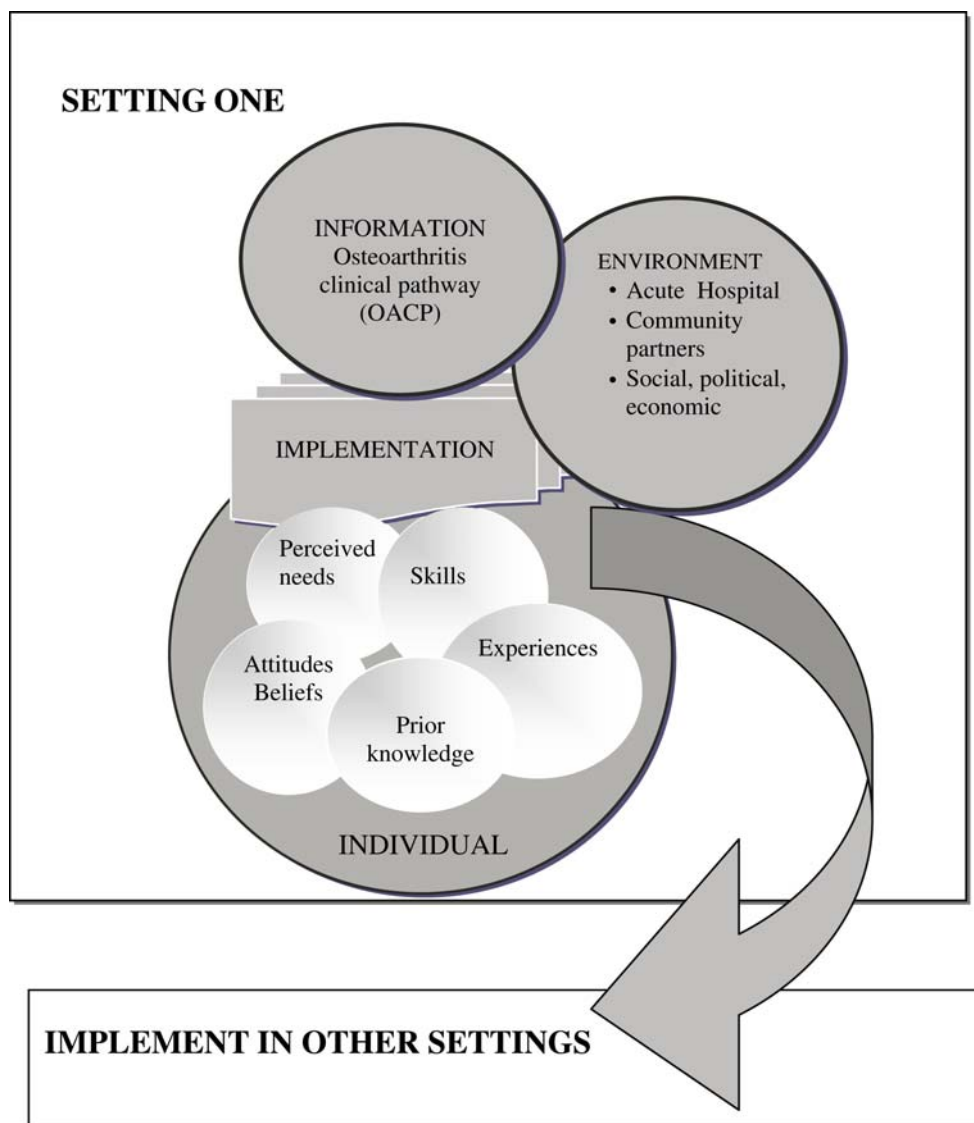 SETTING ONE
INFORMATION
Osteoarthritis
clinical pathway
(OACP)
ENVIRONMENT
• Acute Hospital
• Community
partners
• Social, political,
economic
IMPLEMENTATION
Perceived
needs
Skills
Experiences
Attitudes
Beliefs
Prior
knowledge
INDIVIDUAL
IMPLEMENT IN OTHER SETTINGS